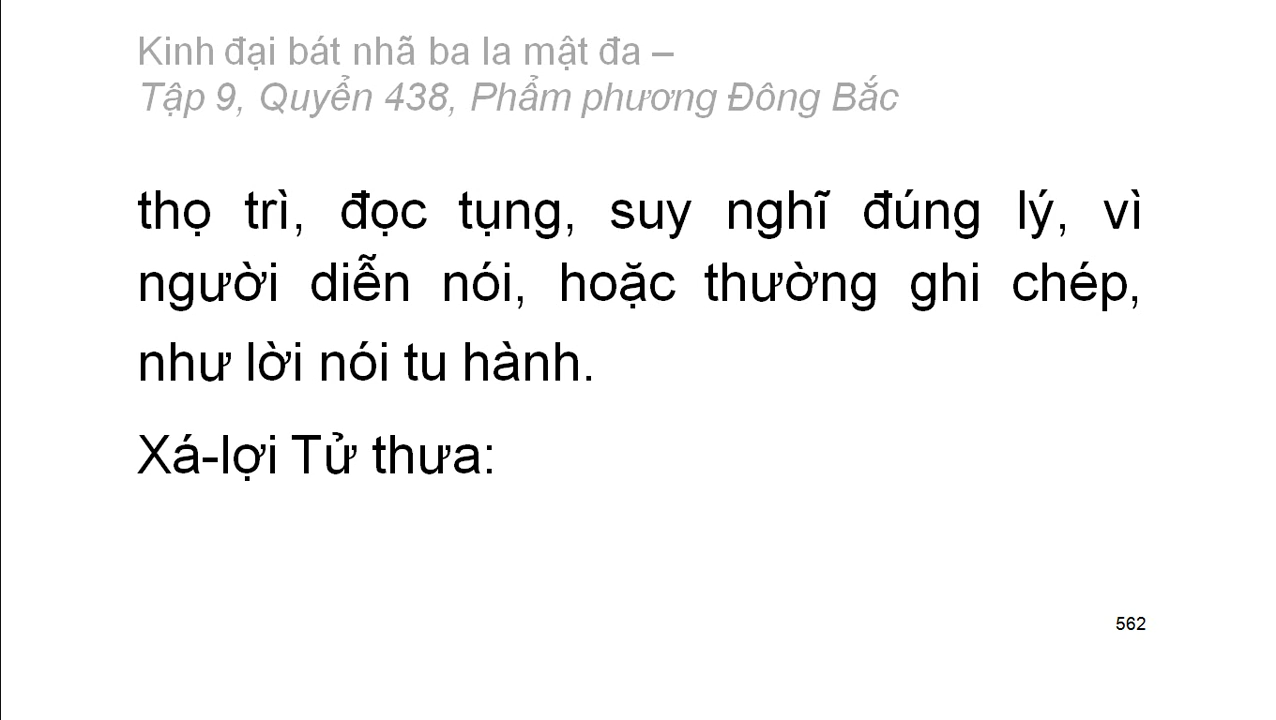 Kinh đại bát nhã ba la mật đa –
Tập 9, Quyển 438, Phẩm phương Đông Bắc
thọ trì, đọc tụng, suy nghĩ đúng lý, vì
người diễn nói, hoặc thường ghi chép,
như lời nói tu hành.
Xá-lợi Tử thưa:
562